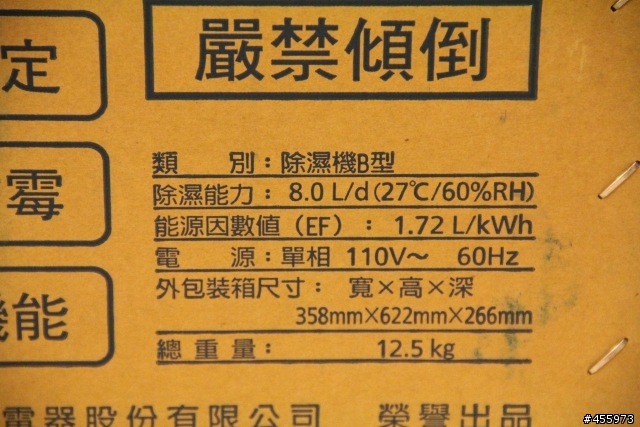 嚴禁傾倒
定
霉
能
類 別：除濕機B型
除濕能力：8.0 L/d(27℃/60%RH)
能源因數値（EF）：1.72 L/kWh
電 源：單相 110V～ 60Hz
外包裝箱尺寸：寬×高×深
358mm×622mm×266mm
總重量：12.5 kg
電器股份有限公司 榮譽出品
#455973